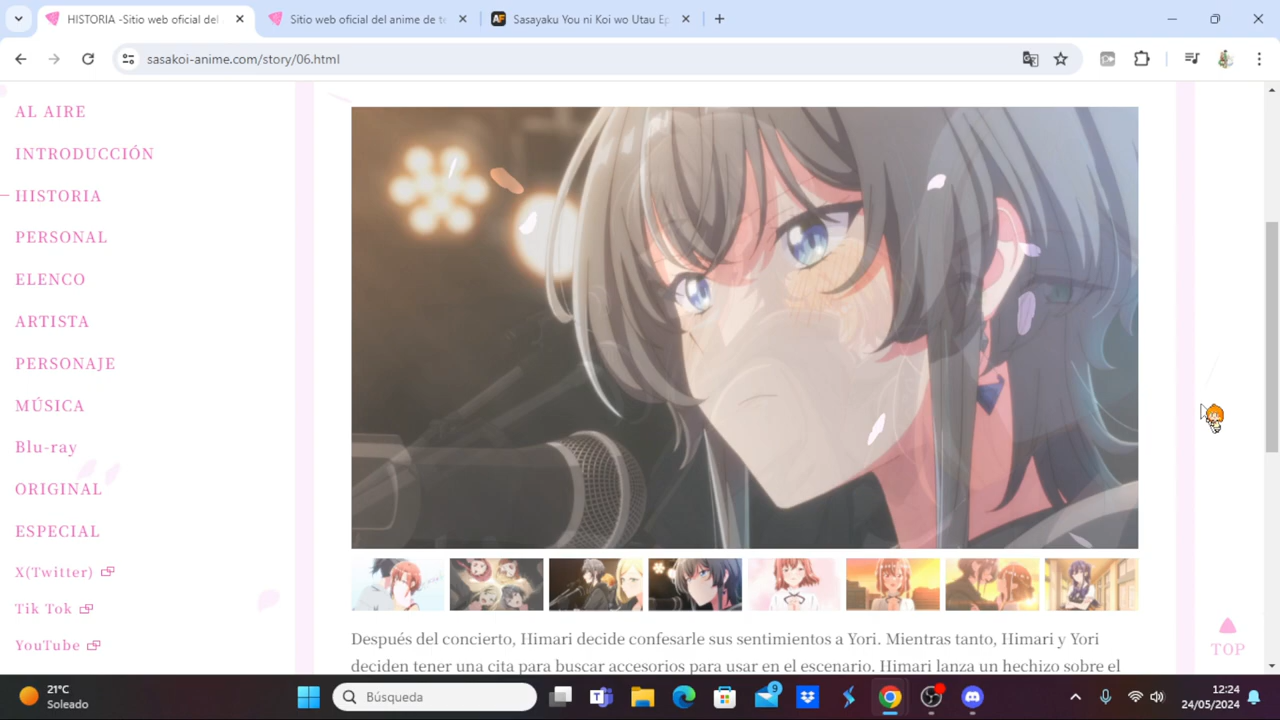 HISTORIA -Sitio web oficial del
Sitio web oficial del anime de te
AF
Sasayaku You ni Koi wo Utau Ep
sasakoi-anime.com/story/06.html
AL AIRE
INTRODUCCIÓN
HISTORIA
PERSONAL
ELENCO
ARTISTA
PERSONAJE
MÚSICA
Blu-ray
ORIGINAL
ESPECIAL
X(Twitter)
Tik Tok
YouTube
Después del concierto, Himari decide confesarle sus sentimientos a Yori. Mientras tanto, Himari y Yori
deciden tener una cita para buscar accesorios para usar en el escenario. Himari lanza un hechizo sobre el
TOP
21°C
Soleado
Búsqueda
9
12:24
24/05/2024